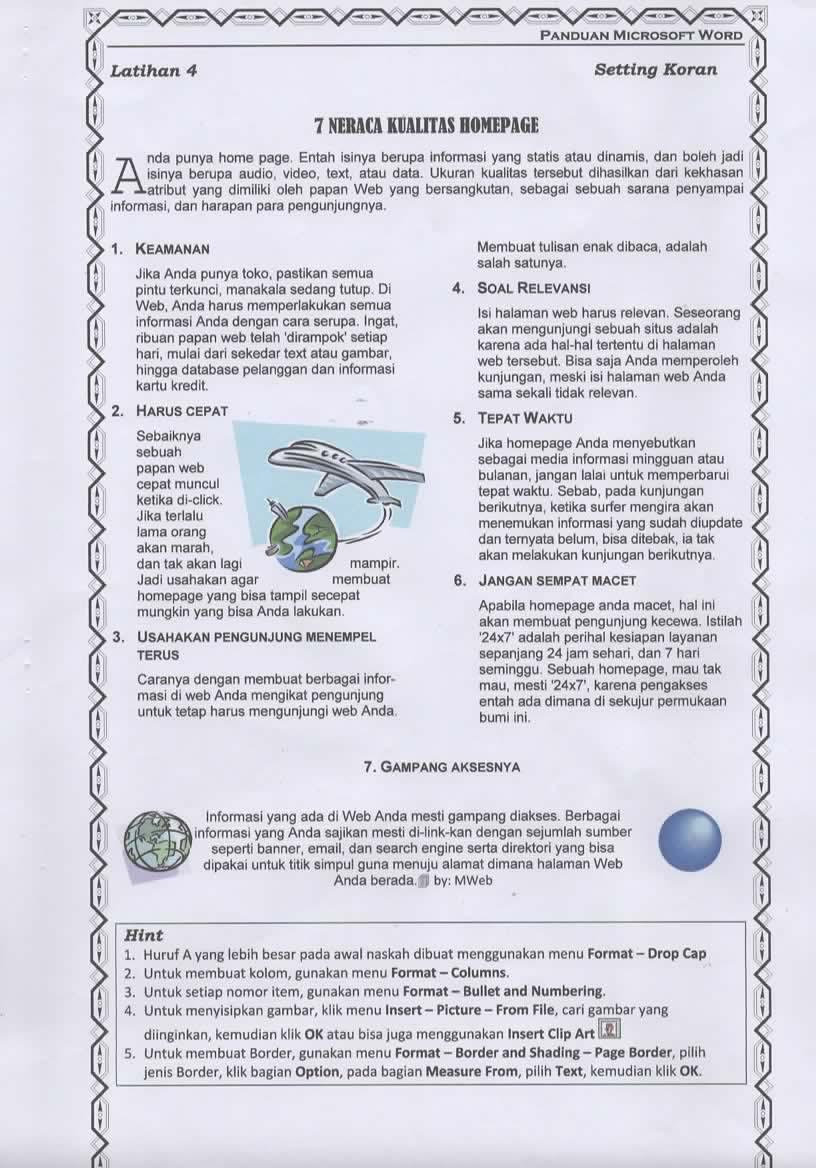 PANDUAN MICROSOFT WORD
Latihan 4
Setting Koran
7 NERACA KUALITAS HOMEPAGE
Anda punya home page. Entah isinya berupa informasi yang statis atau dinamis, dan boleh jadi
isinya berupa audio, video, text, atau data. Ukuran kualitas tersebut dihasilkan dari kekhasan
atribut yang dimiliki oleh papan Web yang bersangkutan, sebagai sebuah sarana penyampai
informasi, dan harapan para pengunjungnya.
1. KEAMANAN
Jika Anda punya toko, pastikan semua
pintu terkunci, manakala sedang tutup. Di
Web, Anda harus memperlakukan semua
informasi Anda dengan cara serupa. Ingat,
ribuan papan web telah 'dirampok' setiap
hari, mulai dari sekedar text atau gambar,
hingga database pelanggan dan informasi
kartu kredit.
2. HARUS CEPAT
Sebaiknya
sebuah
papan web
cepat muncul
ketika di-click.
Jika terlalu
lama orang
akan marah,
dan tak akan lagi mampir.
Jadi usahakan agar membuat
homepage yang bisa tampil secepat
mungkin yang bisa Anda lakukan.
3. USAHAKAN PENGUNJUNG MENEMPEL
TERUS
Caranya dengan membuat berbagai infor-
masi di web Anda mengikat pengunjung
untuk tetap harus mengunjungi web Anda.
Membuat tulisan enak dibaca, adalah
salah satunya.
4. SOAL RELEVANSI
Isi halaman web harus relevan. Seseorang
akan mengunjungi sebuah situs adalah
karena ada hal-hal tertentu di halaman
web tersebut. Bisa saja Anda memperoleh
kunjungan, meski isi halaman web Anda
sama sekali tidak relevan.
5. TEPAT WAKTU
Jika homepage Anda menyebutkan
sebagai media informasi mingguan atau
bulanan, jangan lalai untuk memperbarui
tepat waktu. Sebab, pada kunjungan
berikutnya, ketika surfer mengira akan
menemukan informasi yang sudah diupdate
dan ternyata belum, bisa ditebak, ia tak
akan melakukan kunjungan berikutnya.
6. JANGAN SEMPAT MACET
Apabila homepage anda macet, hal ini
akan membuat pengunjung kecewa. Istilah
'24x7' adalah perihal kesiapan layanan
sepanjang 24 jam sehari, dan 7 hari
seminggu. Sebuah homepage, mau tak
mau, mesti '24x7', karena pengakses
entah ada dimana di sekujur permukaan
bumi ini.
7. GAMPANG AKSESNYA
Informasi yang ada di Web Anda mesti gampang diakses. Berbagai
informasi yang Anda sajikan mesti di-link-kan dengan sejumlah sumber
seperti banner, email, dan search engine serta direktori yang bisa
dipakai untuk titik simpul guna menuju alamat dimana halaman Web
Anda berada. by: MWeb
Hint
1. Huruf A yang lebih besar pada awal naskah dibuat menggunakan menu Format – Drop Cap
2. Untuk membuat kolom, gunakan menu Format – Columns.
3. Untuk setiap nomor item, gunakan menu Format – Bullet and Numbering.
4. Untuk menyisipkan gambar, klik menu Insert – Picture – From File, cari gambar yang
diinginkan, kemudian klik OK atau bisa juga menggunakan Insert Clip Art
5. Untuk membuat Border, gunakan menu Format – Border and Shading – Page Border, pilih
jenis Border, klik bagian Option, pada bagian Measure From, pilih Text, kemudian klik OK.